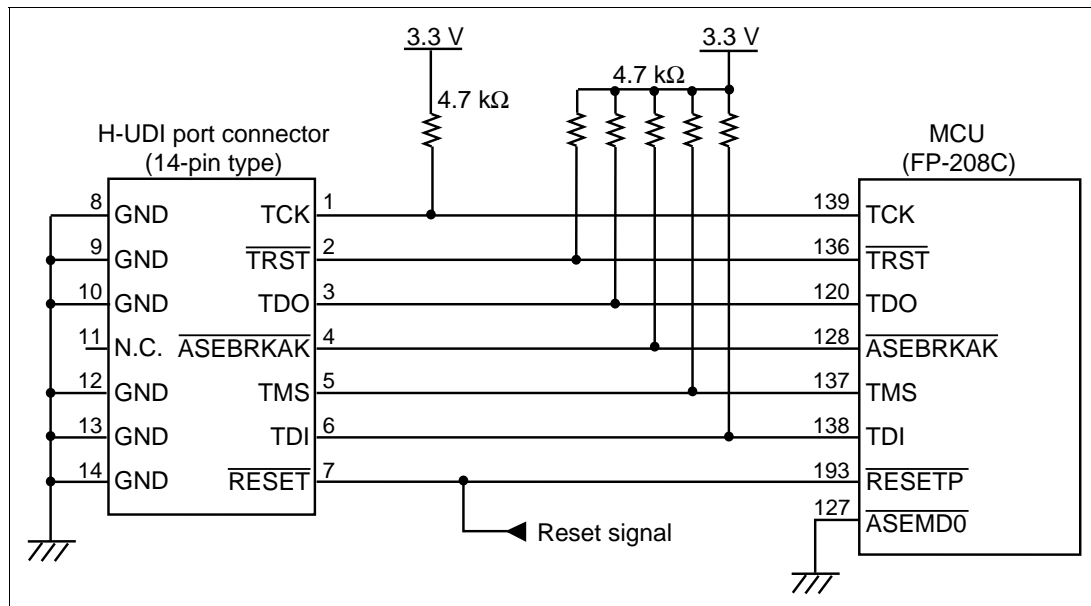 3.3 V 3.3 V
4.7 kΩ
4.7 kΩ
H-UDI port connector
(14-pin type)
MCU
(FP-208C)
8 GND TCK 1 139 TCK
9 GND TRST 2 136 TRST
10 GND TDO 3 120 TDO
11 N.C. ASEBRKAK 4 128 ASEBRKAK
12 GND TMS 5 137 TMS
13 GND TDI 6 138 TDI
14 GND RESET 7 193 RESETP
127 ASEMD0
Reset signal